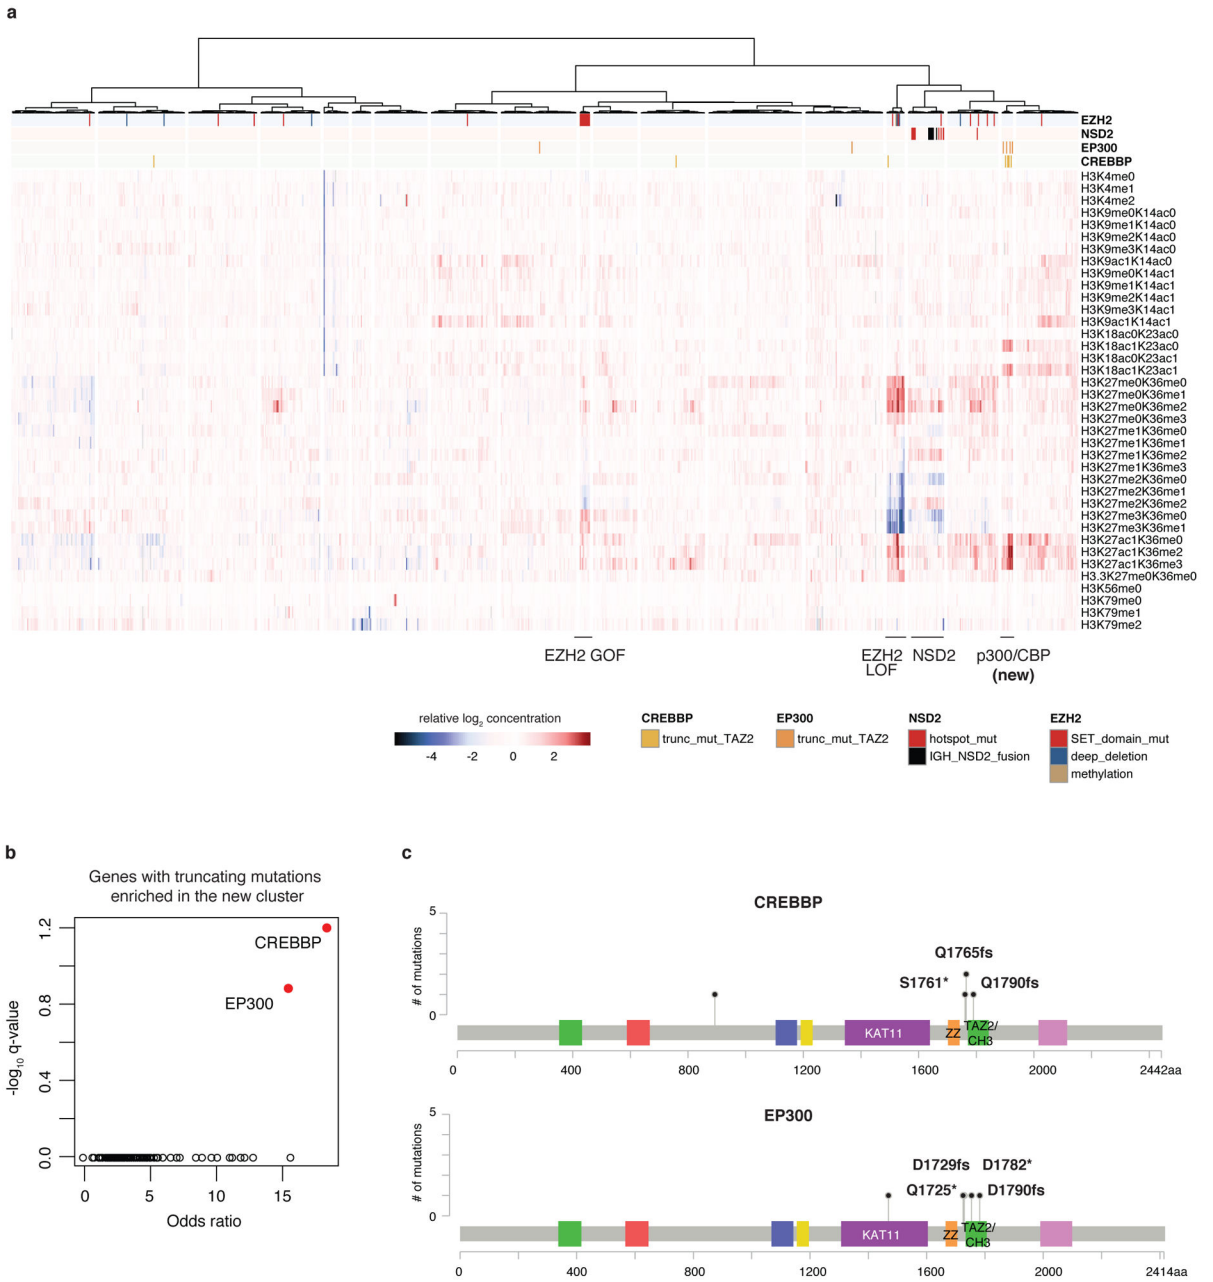 a
EZH2
NSD2
EP300
CREBBP
H3K4me0
H3K4me1
H3K4me2
H3K9me0K14ac0
H3K9me1K14ac0
H3K9me2K14ac0
H3K9me3K14ac0
H3K9ac1K14ac0
H3K9me0K14ac1
H3K9me1K14ac1
H3K9me2K14ac1
H3K9me3K14ac1
H3K9ac1K14ac1
H3K18ac0K23ac0
H3K18ac1K23ac0
H3K18ac0K23ac1
H3K18ac1K23ac1
H3K27me0K36me0
H3K27me0K36me1
H3K27me0K36me2
H3K27me0K36me3
H3K27me1K36me0
H3K27me1K36me1
H3K27me1K36me2
H3K27me1K36me3
H3K27me2K36me0
H3K27me2K36me1
H3K27me2K36me2
H3K27me3K36me0
H3K27me3K36me1
H3K27ac1K36me0
H3K27ac1K36me2
H3K27ac1K36me3
H3.3K27me0K36me0
H3K56me0
H3K79me0
H3K79me1
H3K79me2
EZH2 GOF
EZH2 LOF
NSD2
p300/CBP (new)
relative log2 concentration
-4 -2 0 2
CREBBP
trunc_mut_TAZ2
EP300
trunc_mut_TAZ2
NSD2
hotspot_mut
IGH_NSD2_fusion
EZH2
SET_domain_mut
deep_deletion
methylation
b
Genes with truncating mutations
enriched in the new cluster
-log10 q-value
1.2
0.8
0.4
0.0
CREBBP
EP300
0 5 10 15
Odds ratio
c
CREBBP
# of mutations
5
0
Q1765fs
S1761* Q1790fs
KAT11 ZZ TAZ2/
CH3
0 400 800 1200 1600 2000 2442aa
EP300
# of mutations
5
0
D1729fs D1782*
Q1725* D1790fs
KAT11 ZZ TAZ2/
CH3
0 400 800 1200 1600 2000 2414aa